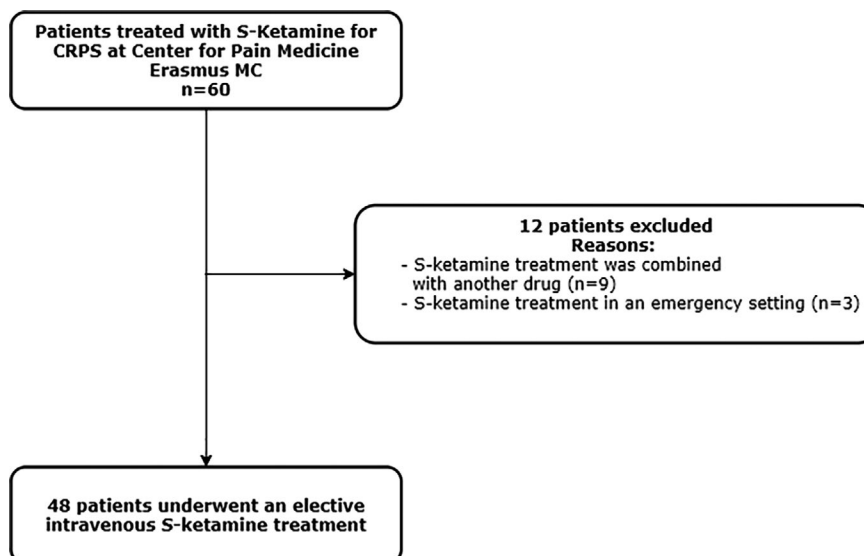 Patients treated with S-Ketamine for
CRPS at Center for Pain Medicine
Erasmus MC
n=60
12 patients excluded
Reasons:
- S-ketamine treatment was combined
with another drug (n=9)
- S-ketamine treatment in an emergency setting (n=3)
48 patients underwent an elective
intravenous S-ketamine treatment